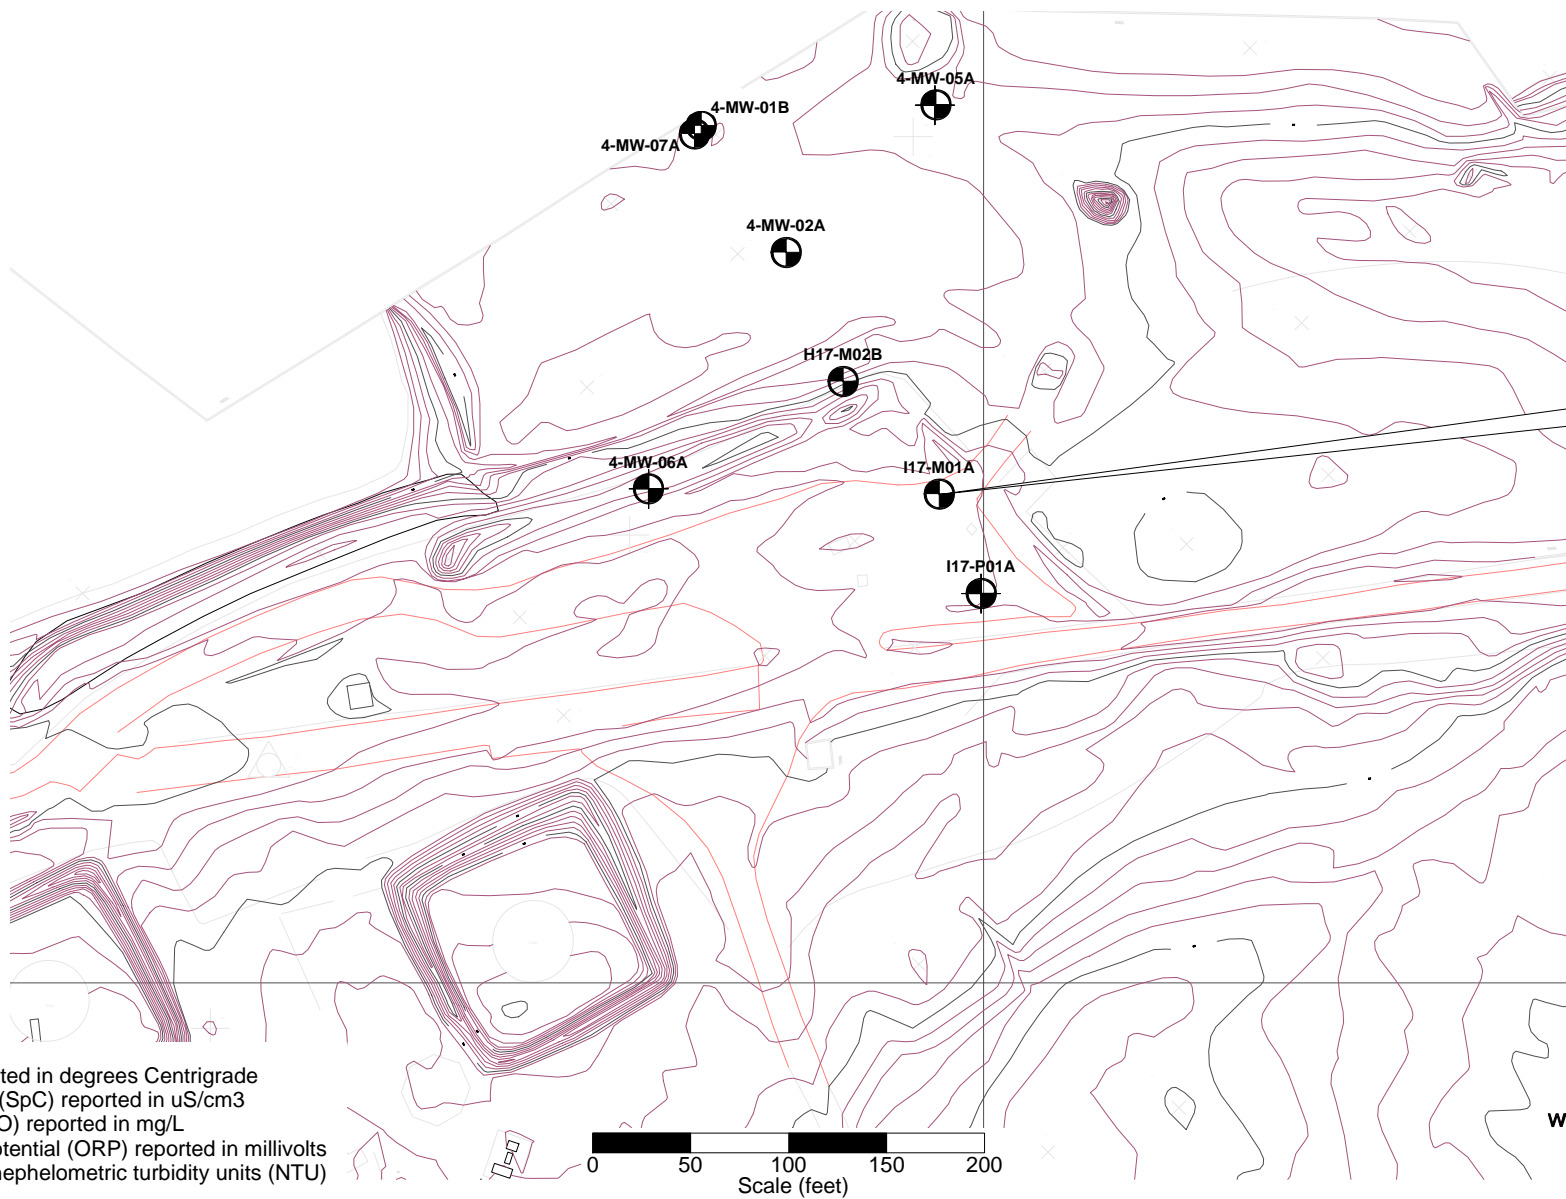 4-MW-05A
4-MW-01B
4-MW-07A
4-MW-02A
H17-M02B
4-MW-06A
I17-M01A
I17-P01A
ted in degrees Centrigrade
(SpC) reported in uS/cm3
O) reported in mg/L
otential (ORP) reported in millivolts
nephelometric turbidity units (NTU)
W
0 50 100 150 200
Scale (feet)